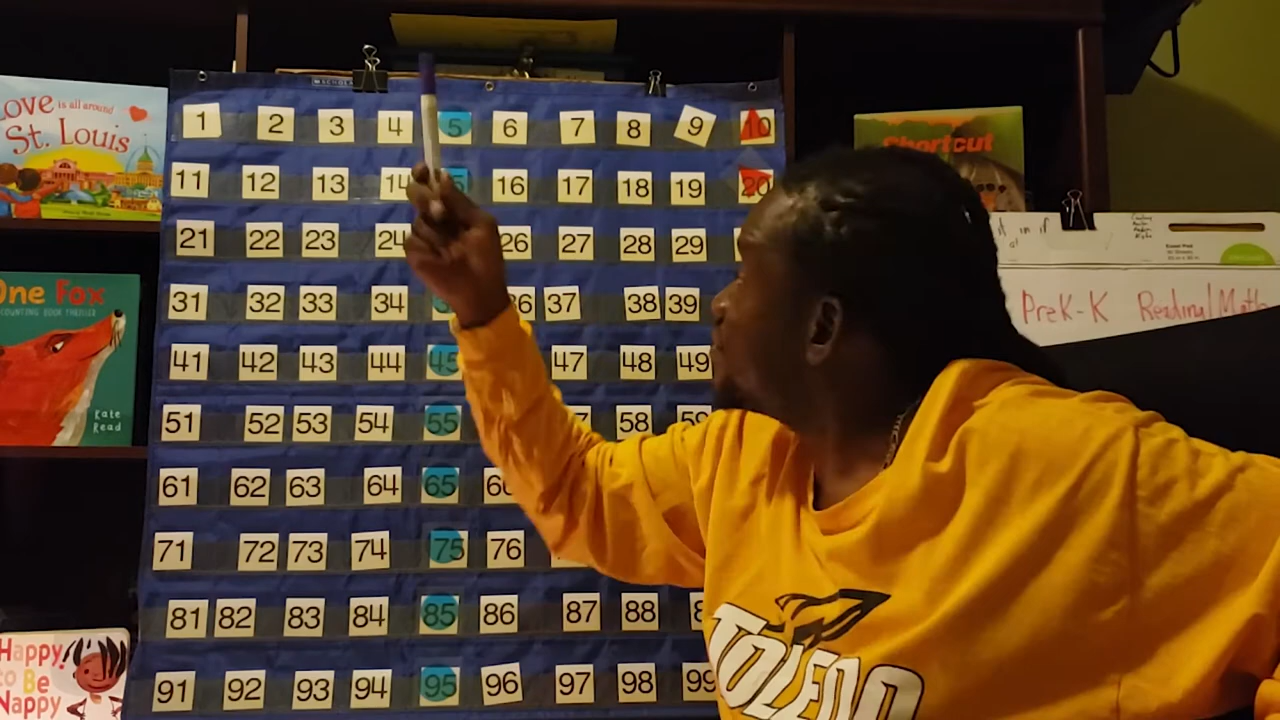 Love is all around
St. Louis
SCHOLA
Shortcut
1 2 3 4 5 6 7 8 9 10
11 12 13 14 16 17 18 19 20
21 22 23 24 26 27 28 29
31 32 33 34 37 38 39
41 42 43 44 45 47 48 49
51 52 53 54 55 58 59
61 62 63 64 65
71 72 73 74 75 76
81 82 83 84 85 86 87 88
91 92 93 94 95 96 97 98 99
in if
PreK-K Reading/Math
One Fox
A COUNTING BOOK THRILLER
Kate
Read
Happy
to Be
Nappy
TOLEDO